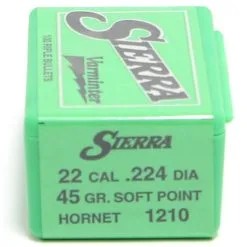 100 RIFLE BULLETS
Varminter
SIERRA
SIERRA
22 CAL .224 DIA
45 GR. SOFT POINT
HORNET 1210